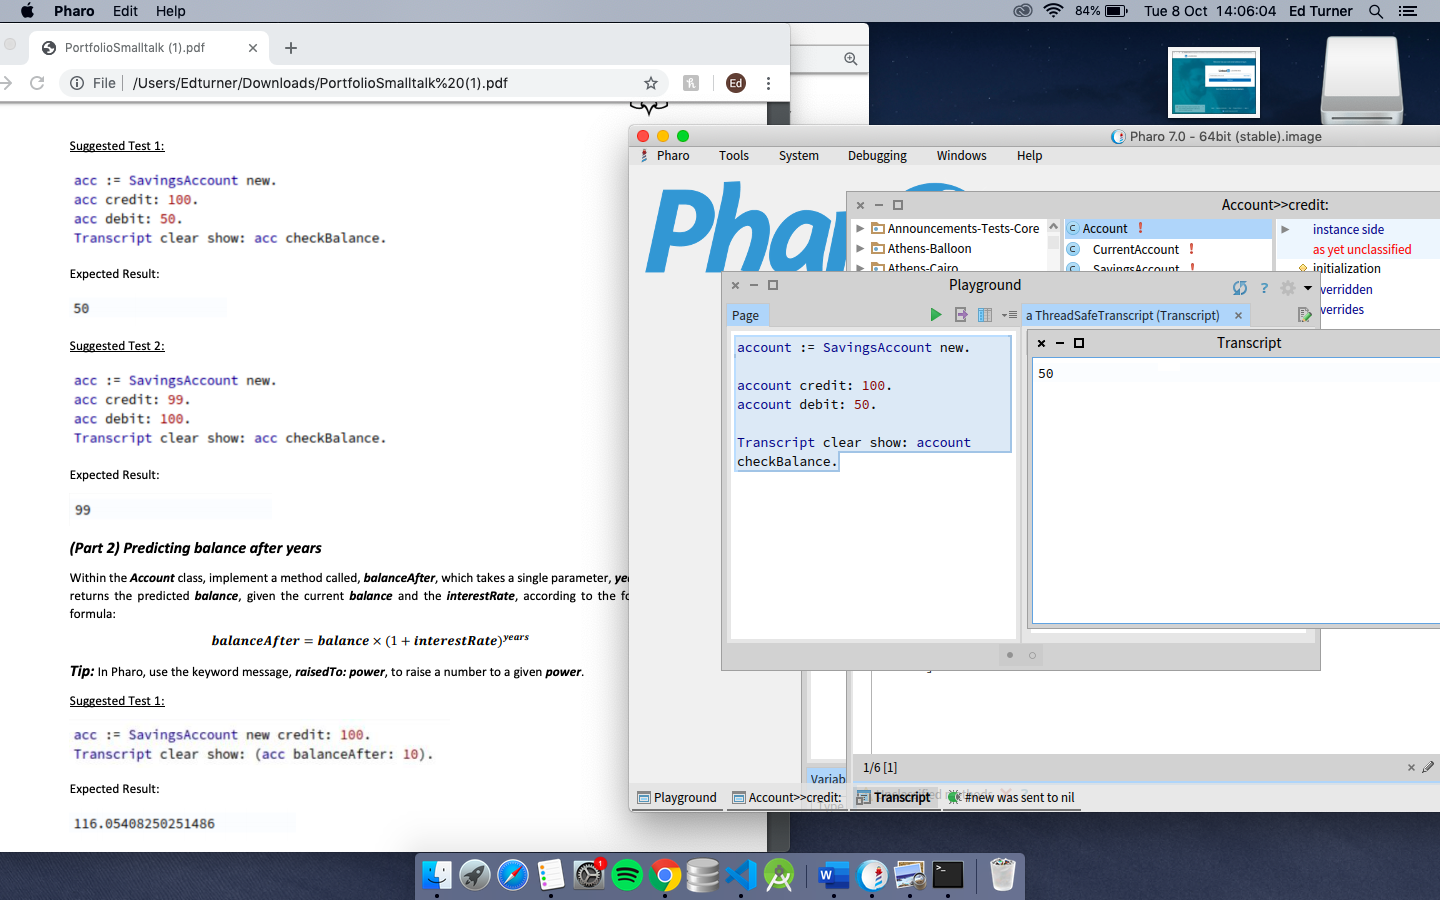 Pharo Edit Help 84% Tue 8 Oct 14:06:04 Ed Turner
PortfolioSmalltalk (1).pdf
File /Users/Edturner/Downloads/PortfolioSmalltalk%20(1).pdf Ed
Suggested Test 1:
acc := SavingsAccount new.
acc credit: 100.
acc debit: 50.
Transcript clear show: acc checkBalance.
Expected Result:
50
Suggested Test 2:
acc := SavingsAccount new.
acc credit: 99.
acc debit: 100.
Transcript clear show: acc checkBalance.
Expected Result:
99
(Part 2) Predicting balance after years
Within the Account class, implement a method called, balanceAfter, which takes a single parameter,
returns the predicted balance, given the current balance and the interestRate, according to the
formula:
balanceAfter = balance × (1 + interestRate)years
Tip: In Pharo, use the keyword message, raisedTo: power, to raise a number to a given power.
Suggested Test 1:
acc := SavingsAccount new credit: 100.
Transcript clear show: (acc balanceAfter: 10).
Expected Result:
116.05408250251486
Pharo 7.0 - 64bit (stable).image
Pharo Tools System Debugging Windows Help
Phar
Account>>credit:
Announcements-Tests-Core
Athens-Balloon
Athens-Cairo
Account !
CurrentAccount !
SavingsAccount !
instance side
as yet unclassified
initialization
verridden
verrides
Playground
Page
a ThreadSafeTranscript (Transcript)
account := SavingsAccount new.
account credit: 100.
account debit: 50.
Transcript clear show: account
checkBalance.
Transcript
50
1/6 [1]
Variab
Playground Account>>credit: Transcript #new was sent to nil
1